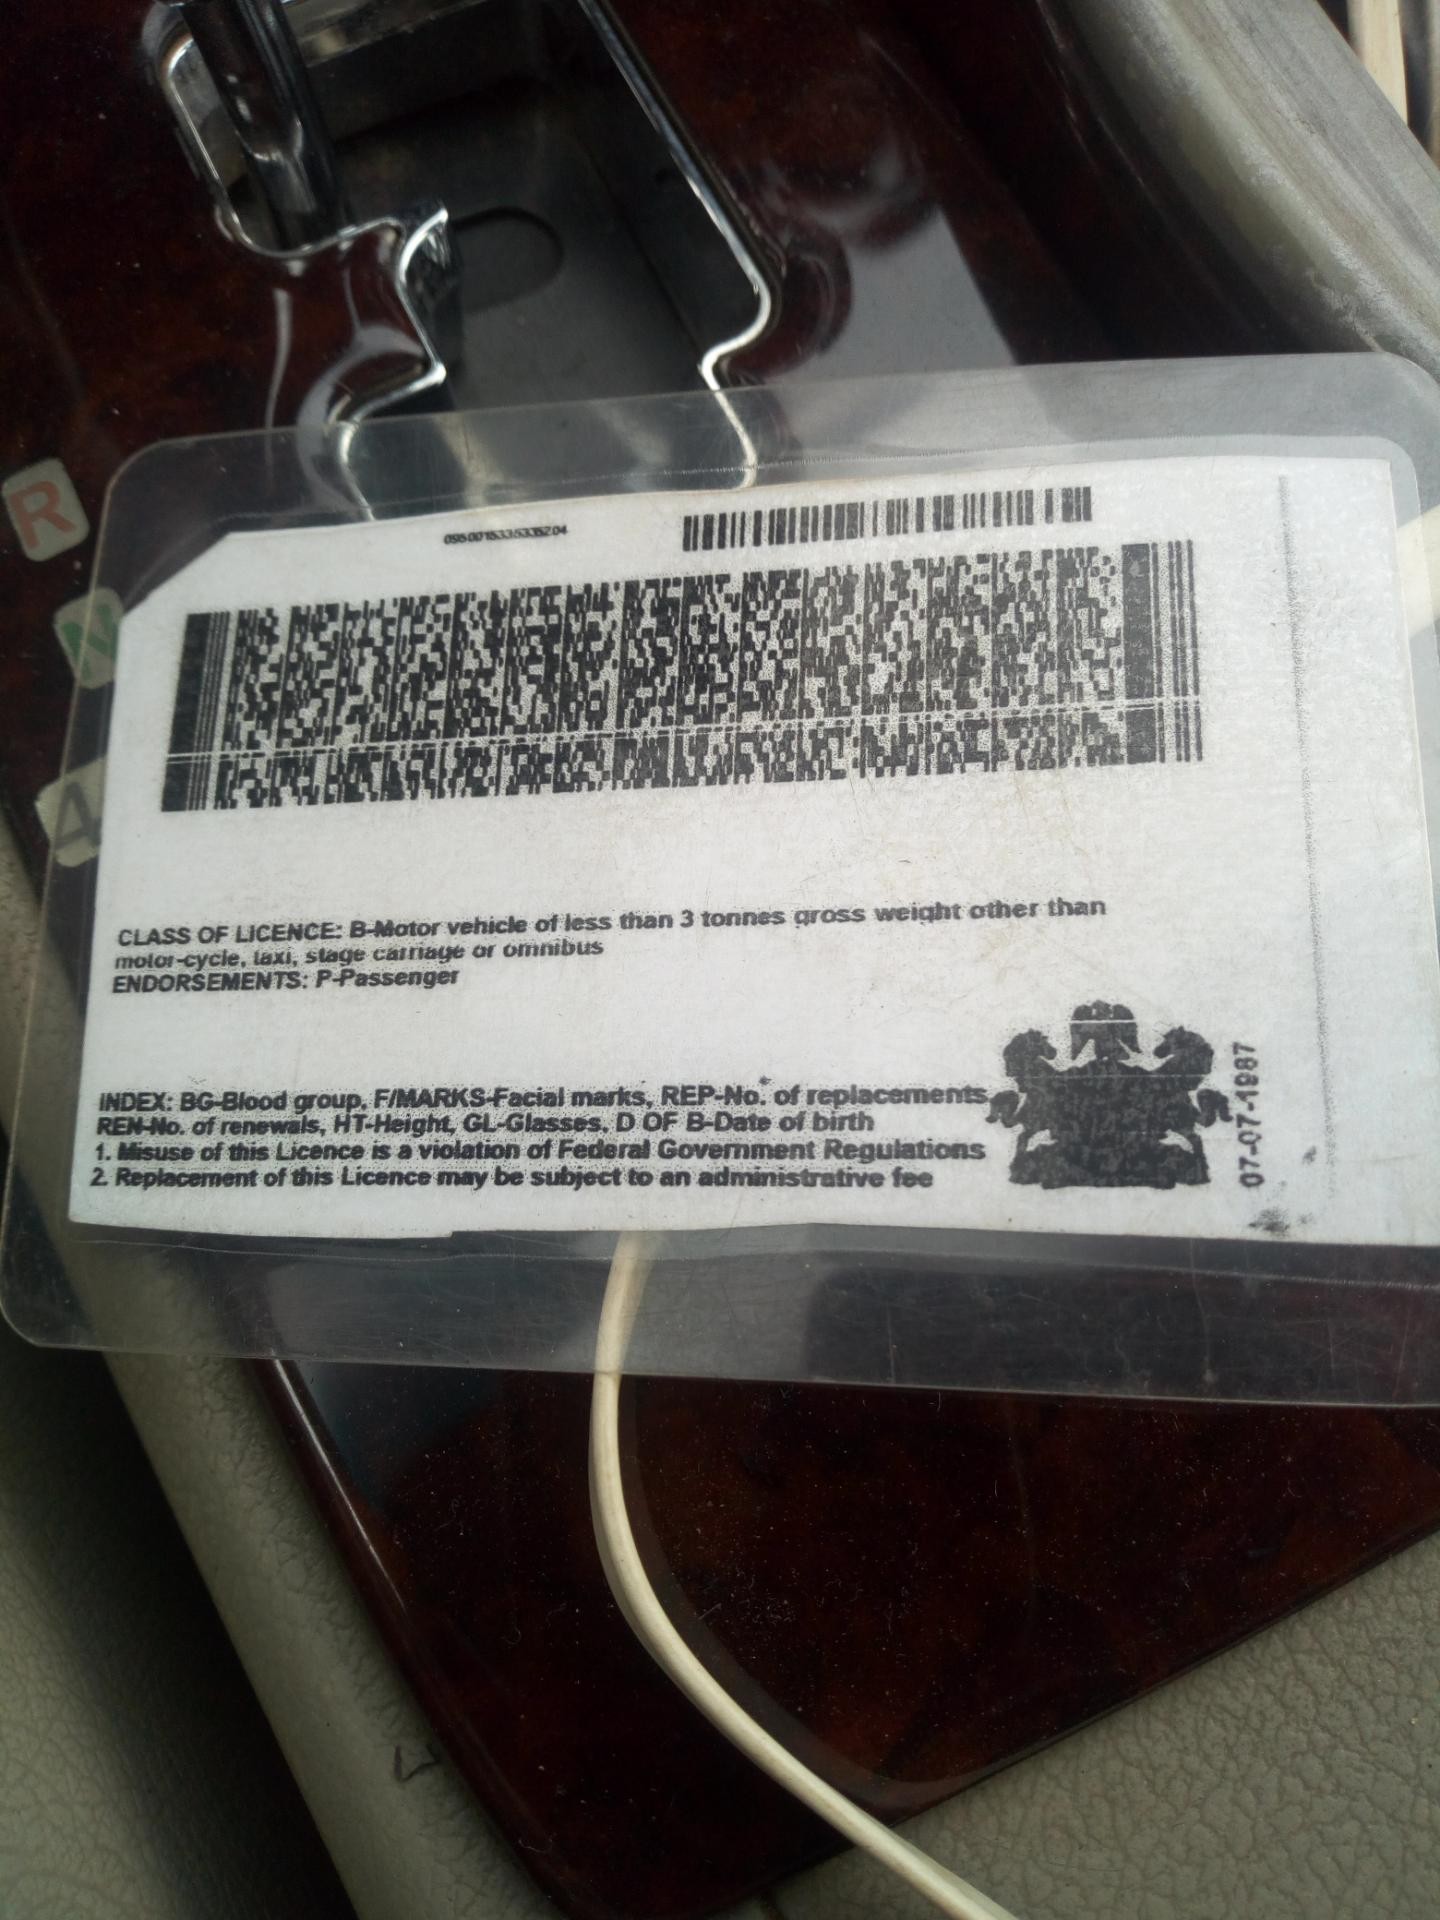 CLASS OF LICENCE: B-Motor vehicle of less than 3 tonnes gross weight other than
motor-cycle, taxi, stage carriage or omnibus
ENDORSEMENTS: P-Passenger
INDEX: BG-Blood group, F/MARKS-Facial marks, REP-No. of replacements
REN-No. of renewals, HT-Height, GL-Glasses, D OF B-Date of birth
1. Misuse of this Licence is a violation of Federal Government Regulations
2. Replacement of this Licence may be subject to an administrative fee
07-07-1987
R
N
4